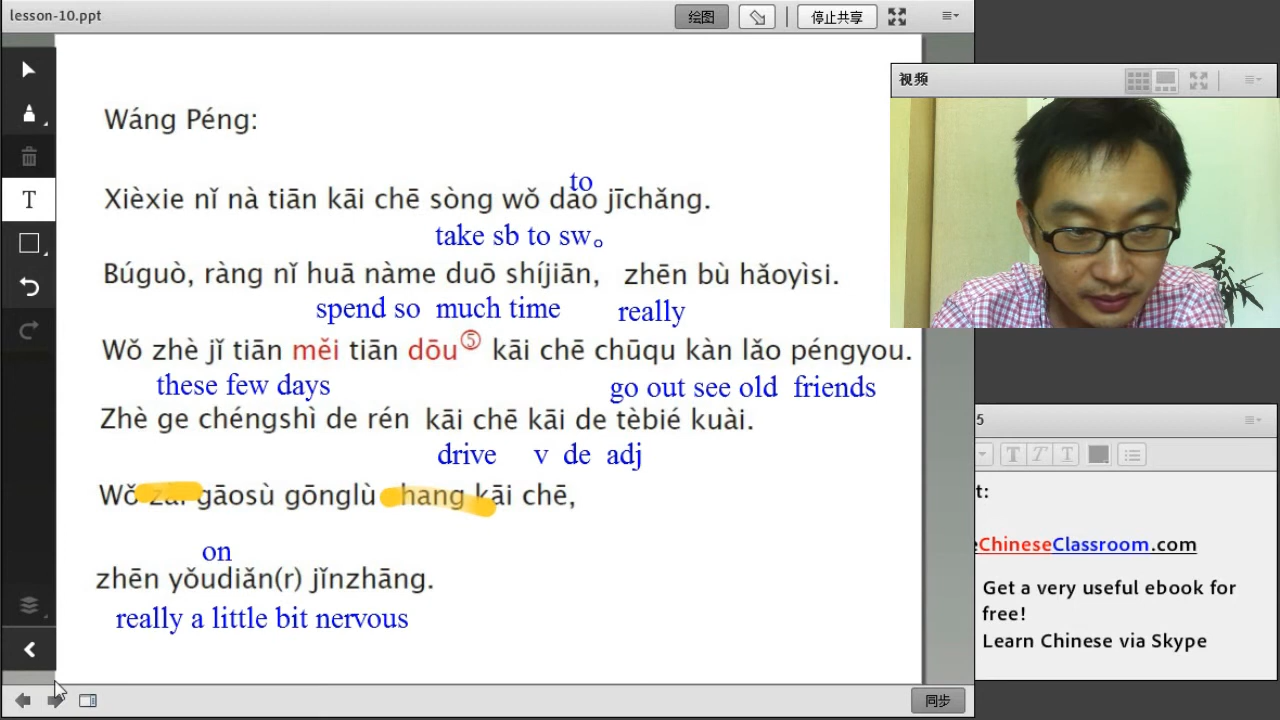 lesson-10.ppt
绘图
停止共享
视频
Wáng Péng:
to
Xièxie nǐ nà tiān kāi chē sòng wǒ dào jīchǎng.
take sb to sw。
Búguò, ràng nǐ huā nàme duō shíjiān, zhēn bù hǎoyìsi.
spend so much time really
Wǒ zhè jǐ tiān měi tiān dōu⑤ kāi chē chūqu kàn lǎo péngyou.
these few days go out see old friends
Zhè ge chéngshì de rén kāi chē kāi de tèbié kuài.
drive v de adj
Wǒ zài gāosù gōnglù hang kāi chē,
on
zhēn yǒudiǎn(r) jǐnzhāng.
really a little bit nervous
5
T T T
t:
eChineseClassroom.com
Get a very useful ebook for
free!
Learn Chinese via Skype
T
同步